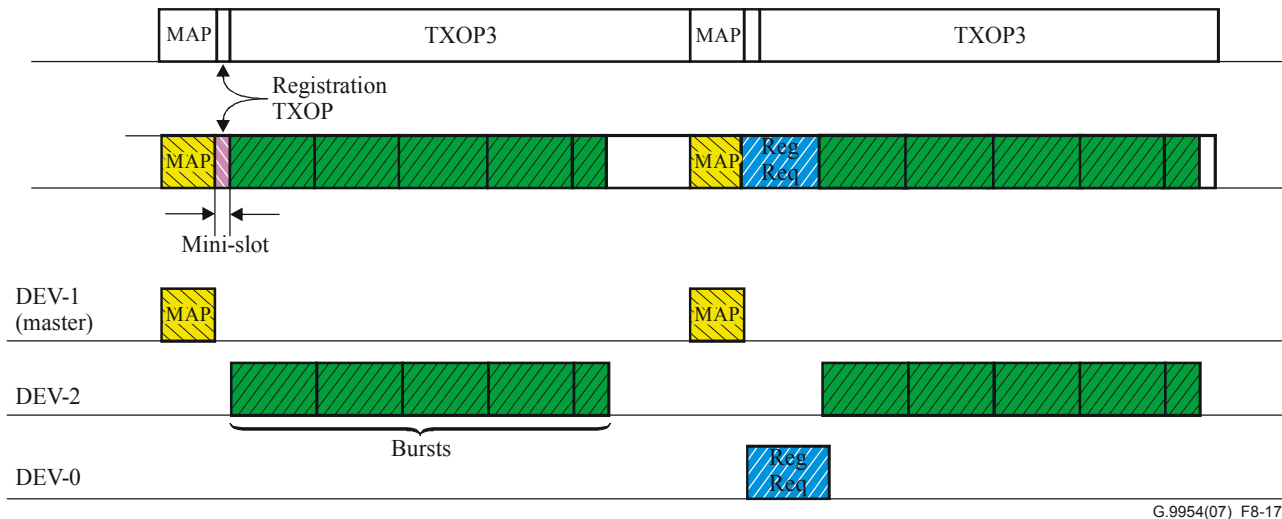 MAP TXOP3 MAP TXOP3
Registration
TXOP
MAP MAP Reg
Req
Mini-slot
DEV-1
(master)
MAP MAP
DEV-2
Bursts
DEV-0
Reg
Req
G.9954(07)_F8-17